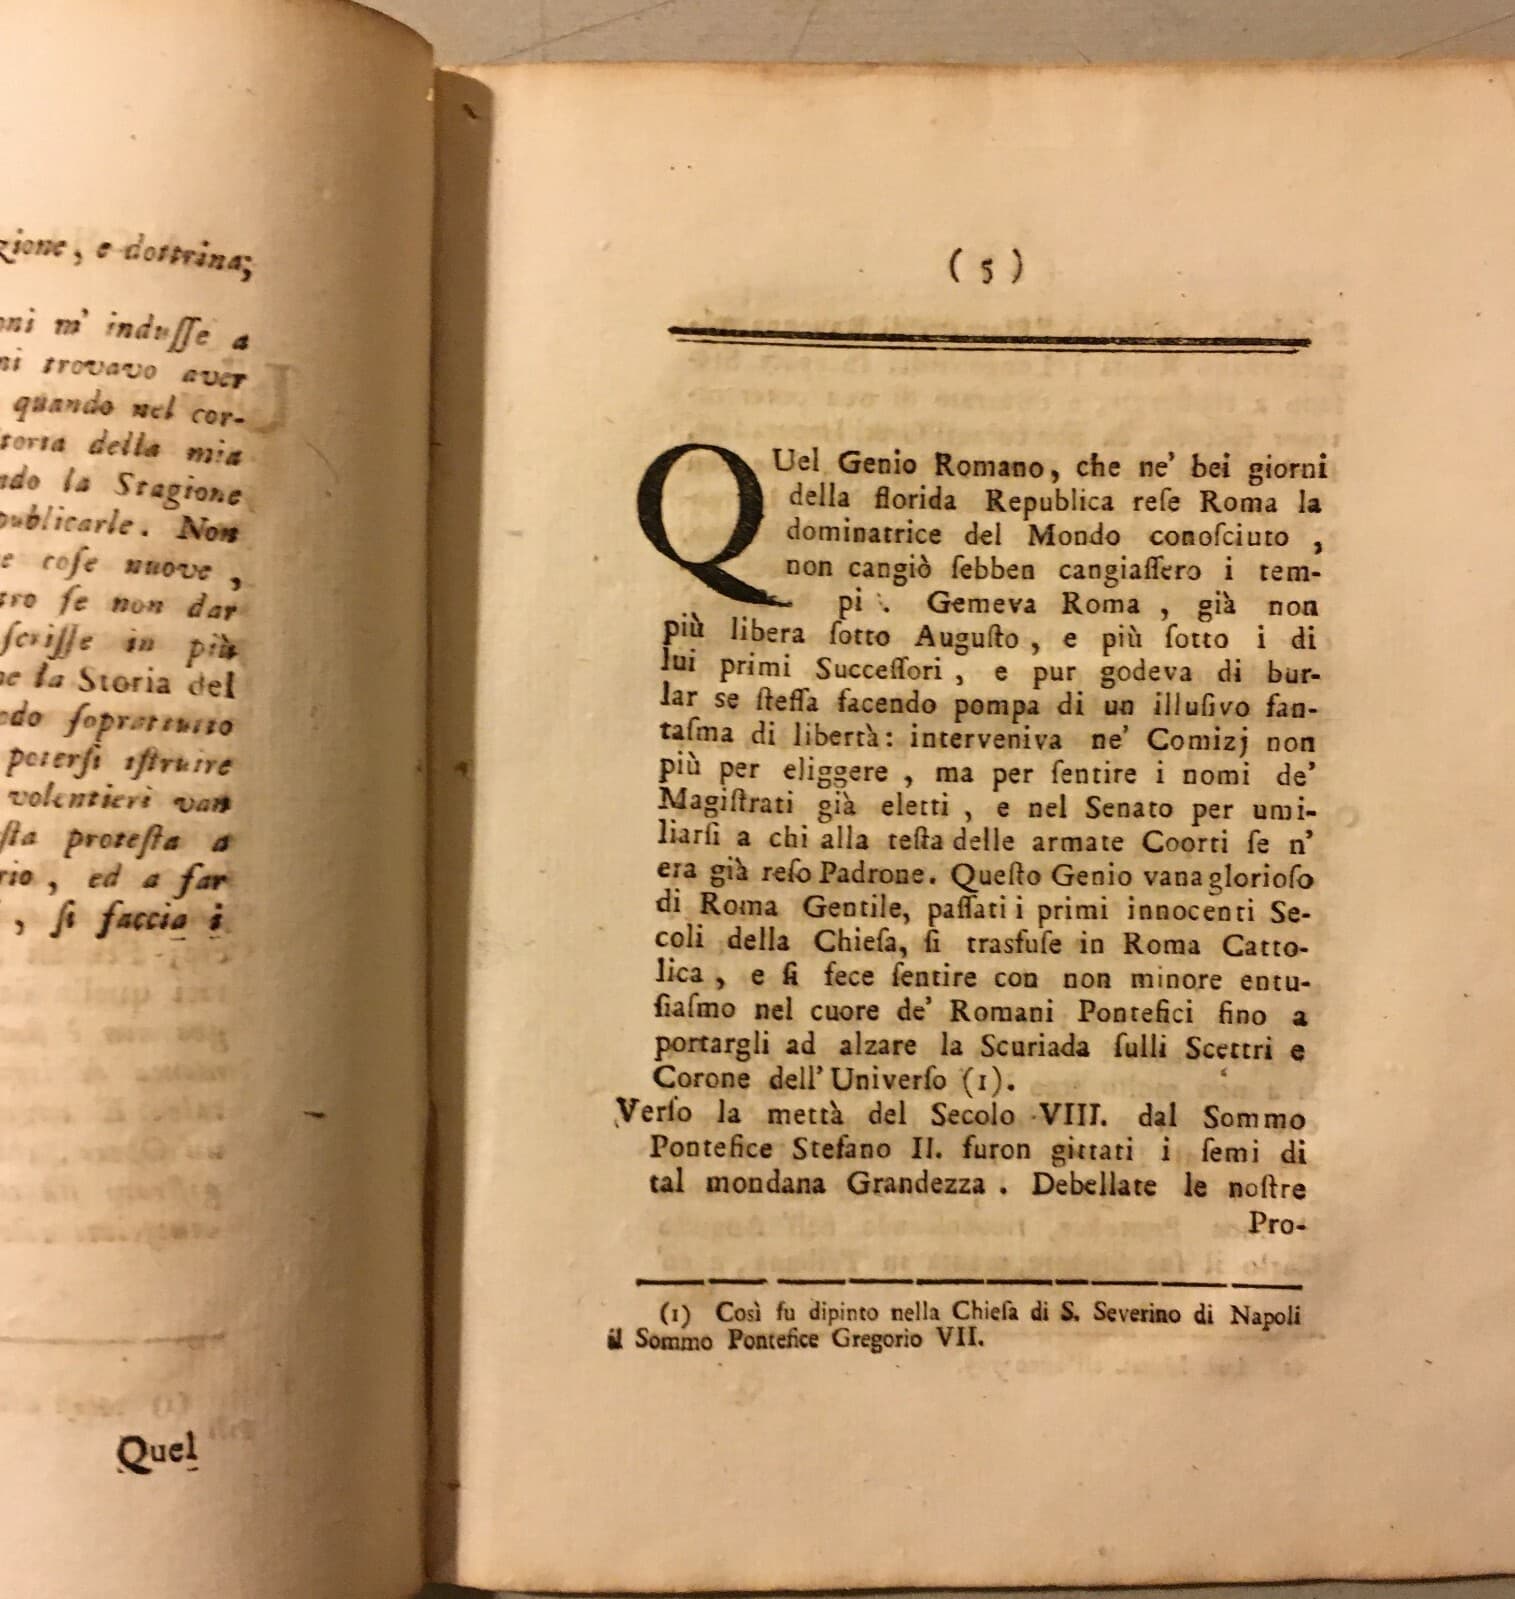 zione, e dottrina;
m' induſſe a
trovavo aver
quando nel cor-
della mia
la Stagione
publicarle. Non
coſe nuove,
ſe non dar
ſcriſſe in più
la Storia del
ſoprattutto
poterſi iſtruire
volentieri van
proteſta a
, ed a far
, ſi faccia i
Quel
( 5 )
QUel Genio Romano, che ne' bei giorni
della florida Republica reſe Roma la
dominatrice del Mondo conoſciuto ,
non cangiò ſebben cangiaſſero i tem-
pi . Gemeva Roma , già non
più libera ſotto Auguſto , e più ſotto i di
lui primi Succeſſori , e pur godeva di bur-
lar se ſteſſa facendo pompa di un illuſivo fan-
taſma di libertà: interveniva ne' Comizj non
più per eliggere , ma per ſentire i nomi de'
Magiſtrati già eletti , e nel Senato per umi-
liarſi a chi alla teſta delle armate Coorti ſe n'
era già reſo Padrone. Queſto Genio vanaglorioſo
di Roma Gentile, paſſati i primi innocenti Se-
coli della Chieſa, ſi trasfuſe in Roma Catto-
lica , e ſi fece ſentire con non minore entu-
ſiaſmo nel cuore de' Romani Pontefici fino a
portargli ad alzare la Scuriada ſulli Scettri e
Corone dell' Univerſo (1).
Verſo la mettà del Secolo VIII. dal Sommo
Pontefice Stefano II. furon gittati i ſemi di
tal mondana Grandezza . Debellate le noſtre
Pro-
(1) Così fu dipinto nella Chieſa di S. Severino di Napoli
il Sommo Pontefice Gregorio VII.